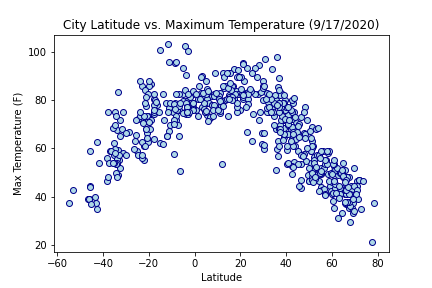 City Latitude vs. Maximum Temperature (9/17/2020)
Max Temperature (F)
100
80
60
40
20
−60 −40 −20 0 20 40 60 80
Latitude